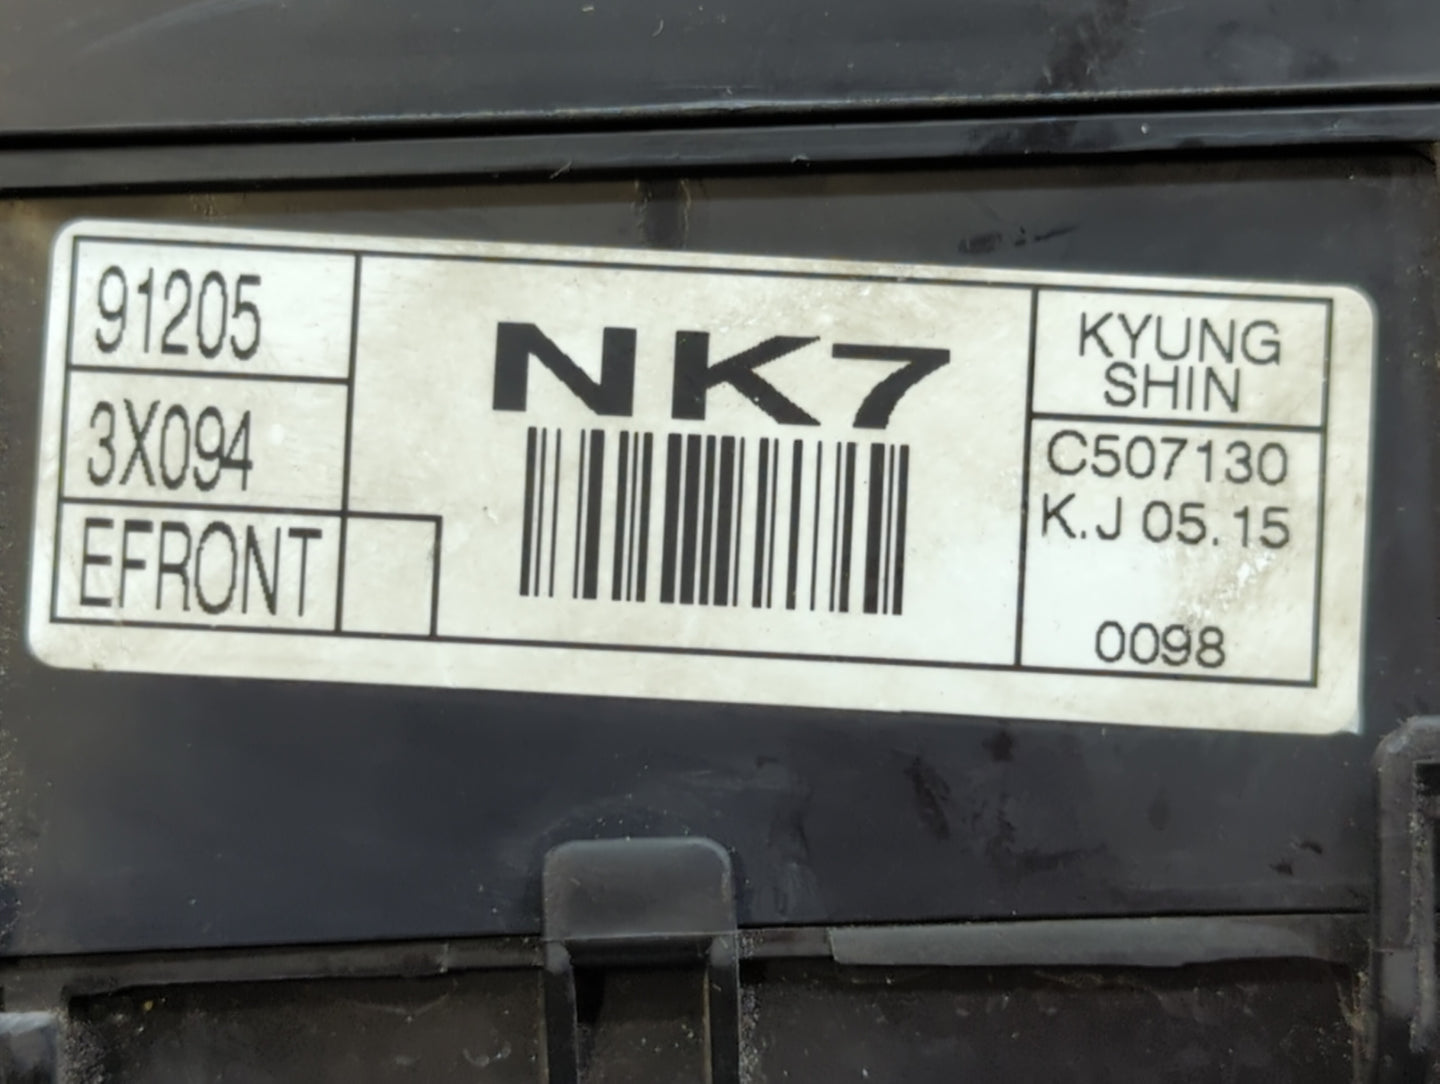 91205
3X094
EFRONT
NK7
KYUNG
SHIN
C507130
K.J 05.15
0098